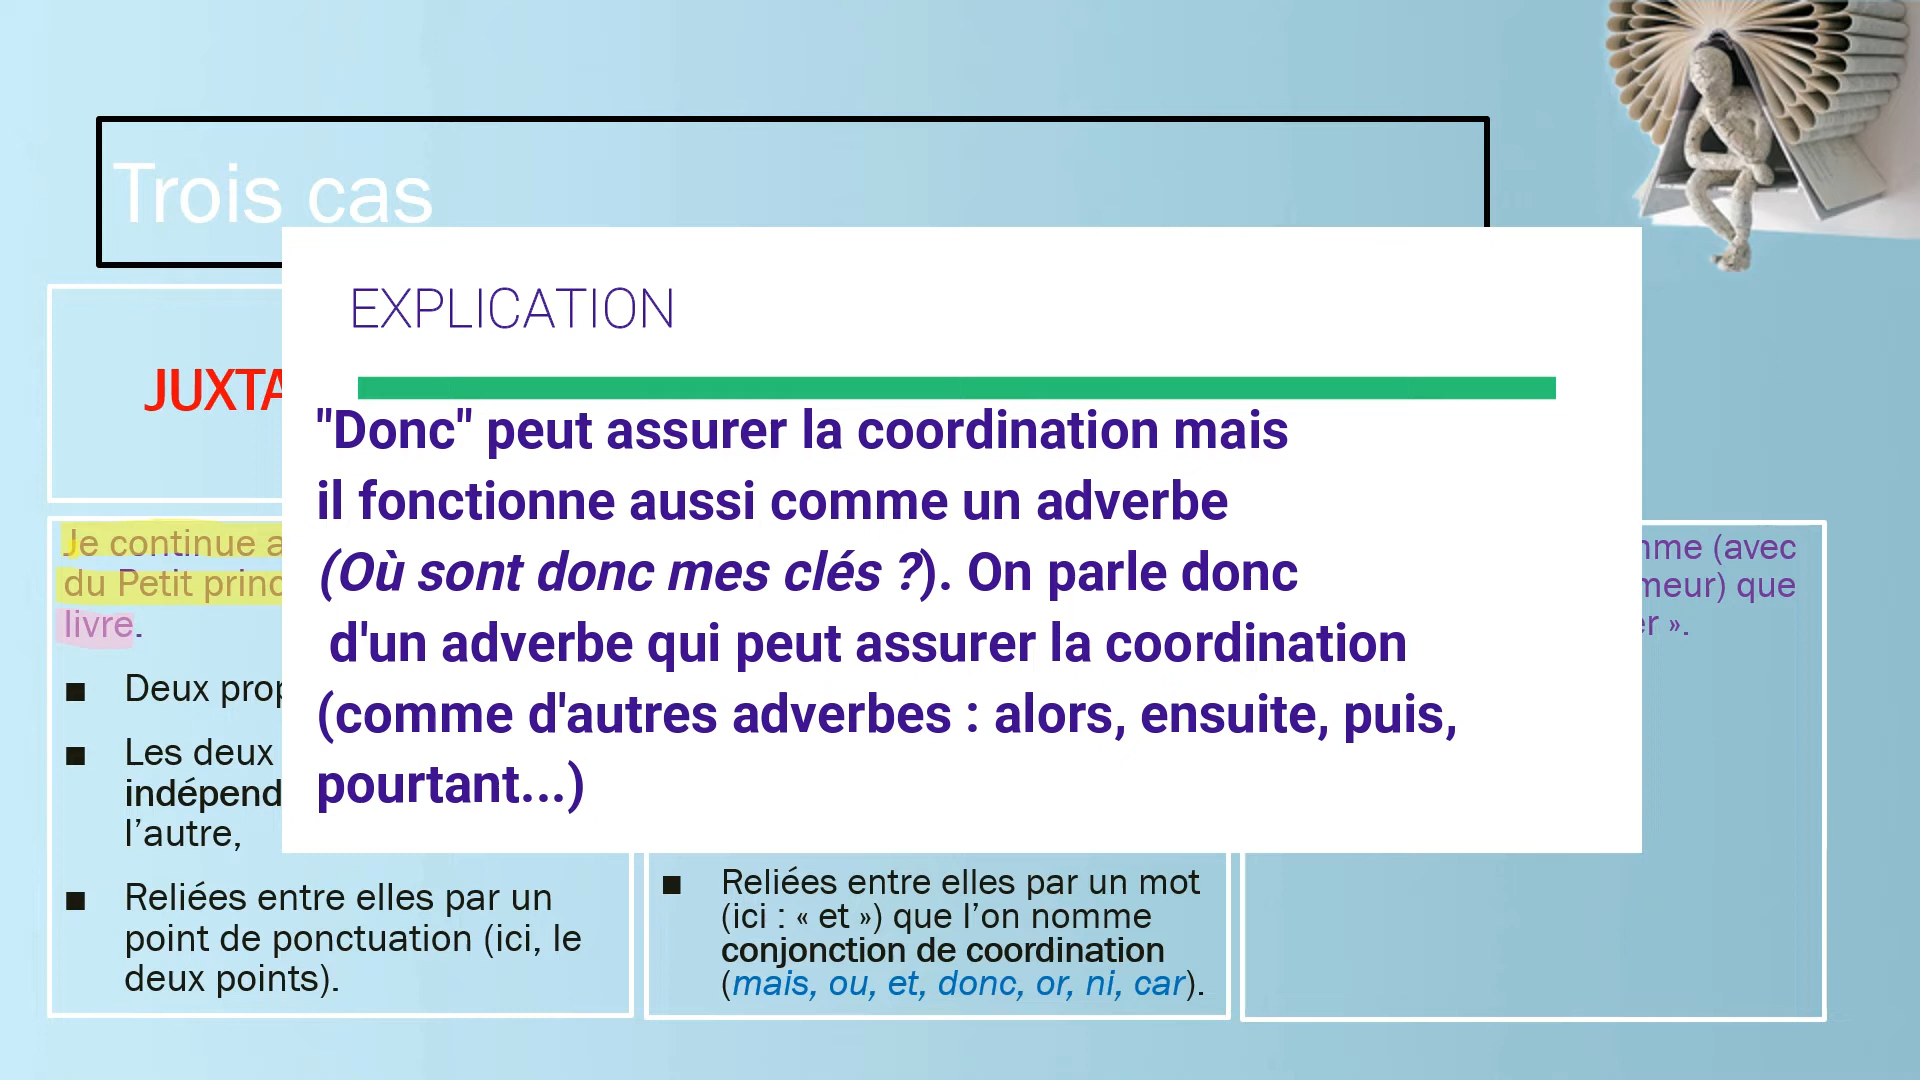 Trois cas
EXPLICATION
"Donc" peut assurer la coordination mais
il fonctionne aussi comme un adverbe
(Où sont donc mes clés ?). On parle donc
d'un adverbe qui peut assurer la coordination
(comme d'autres adverbes : alors, ensuite, puis,
pourtant...)
JUXTA
Je continue a
du Petit princ
livre.
■ Deux prop
■ Les deux
indépend
l’autre,
■ Reliées entre elles par un
point de ponctuation (ici, le
deux points).
■ Reliées entre elles par un mot
(ici : « et ») que l’on nomme
conjonction de coordination
(mais, ou, et, donc, or, ni, car).
mme (avec
meur) que
er ».